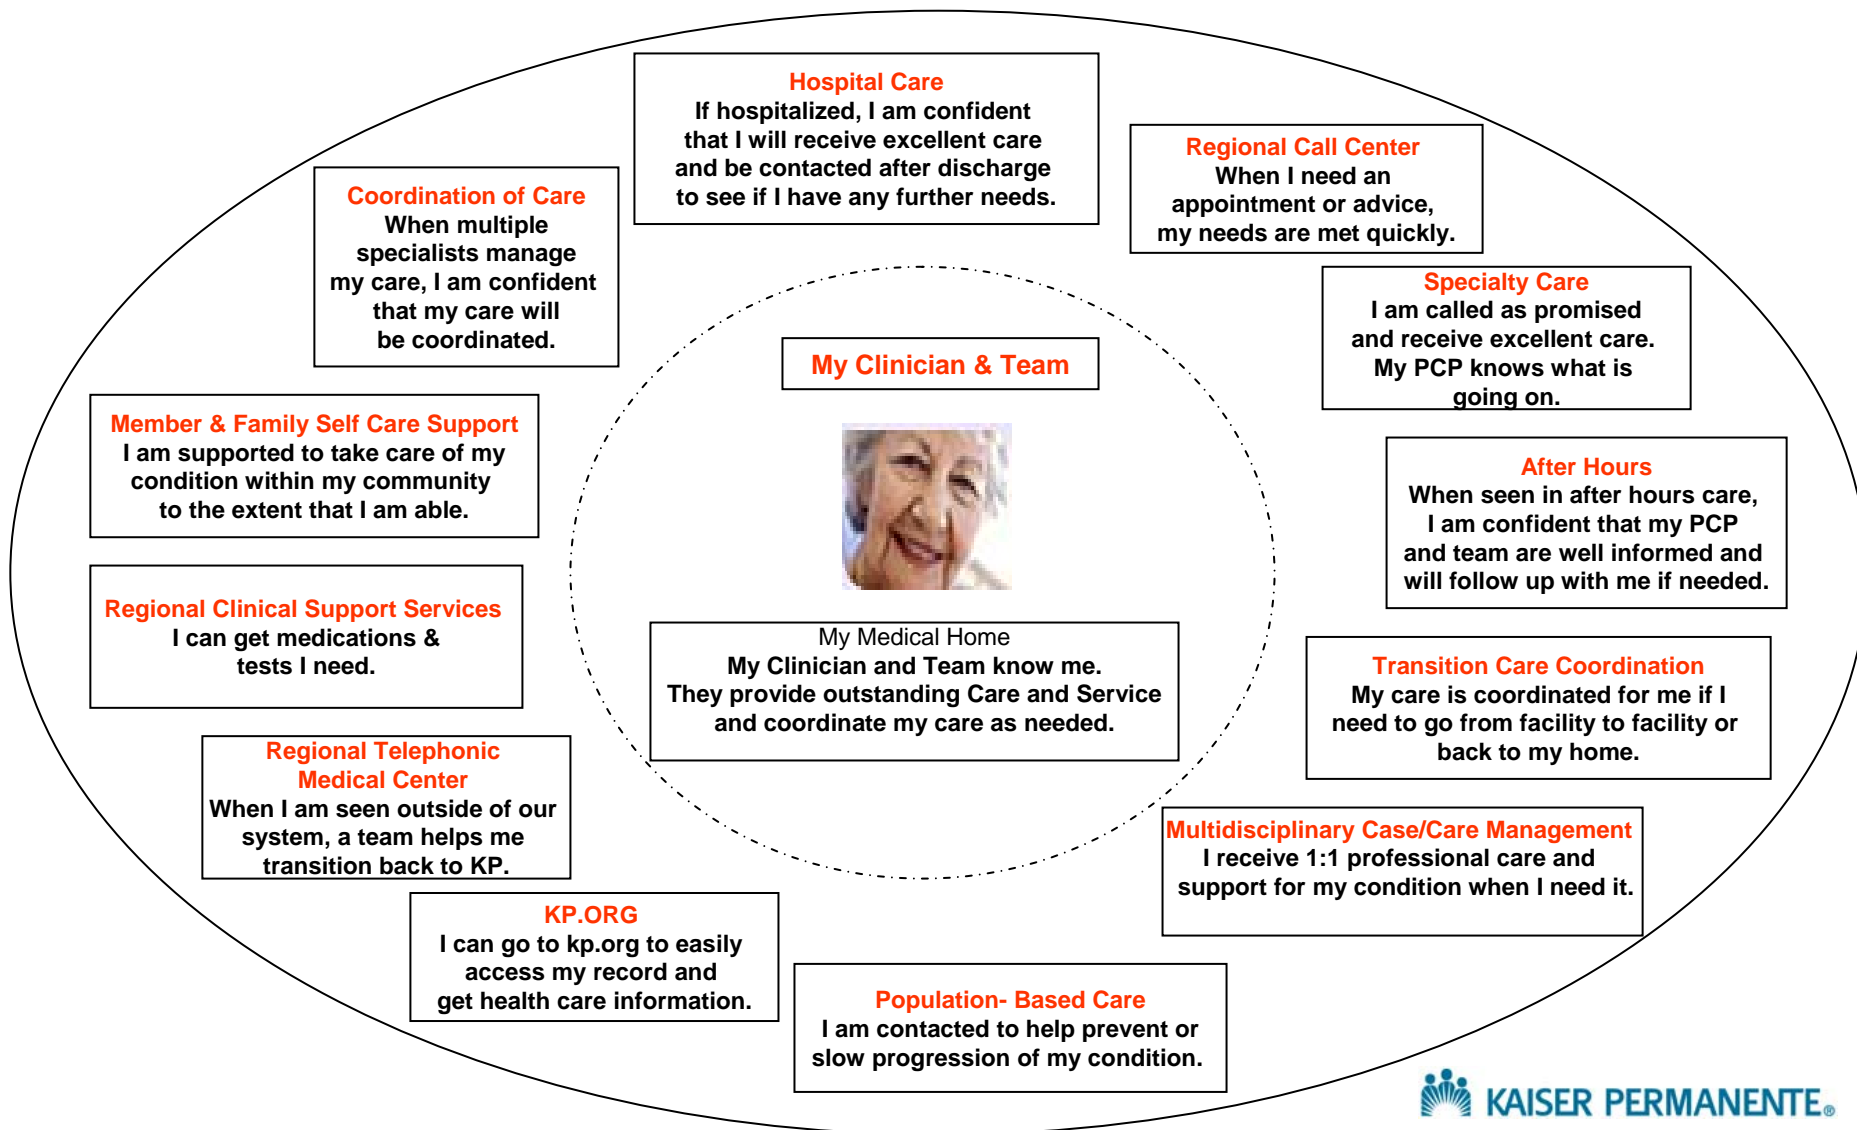 Hospital Care
If hospitalized, I am confident
that I will receive excellent care
and be contacted after discharge
to see if I have any further needs.
Regional Call Center
When I need an
appointment or advice,
my needs are met quickly.
Coordination of Care
When multiple
specialists manage
my care, I am confident
that my care will
be coordinated.
Specialty Care
I am called as promised
and receive excellent care.
My PCP knows what is
going on.
My Clinician & Team
Member & Family Self Care Support
I am supported to take care of my
condition within my community
to the extent that I am able.
After Hours
When seen in after hours care,
I am confident that my PCP
and team are well informed and
will follow up with me if needed.
Regional Clinical Support Services
I can get medications &
tests I need.
My Medical Home
My Clinician and Team know me.
They provide outstanding Care and Service
and coordinate my care as needed.
Transition Care Coordination
My care is coordinated for me if I
need to go from facility to facility or
back to my home.
Regional Telephonic
Medical Center
When I am seen outside of our
system, a team helps me
transition back to KP.
Multidisciplinary Case/Care Management
I receive 1:1 professional care and
support for my condition when I need it.
KP.ORG
I can go to kp.org to easily
access my record and
get health care information.
Population- Based Care
I am contacted to help prevent or
slow progression of my condition.
KAISER PERMANENTE®